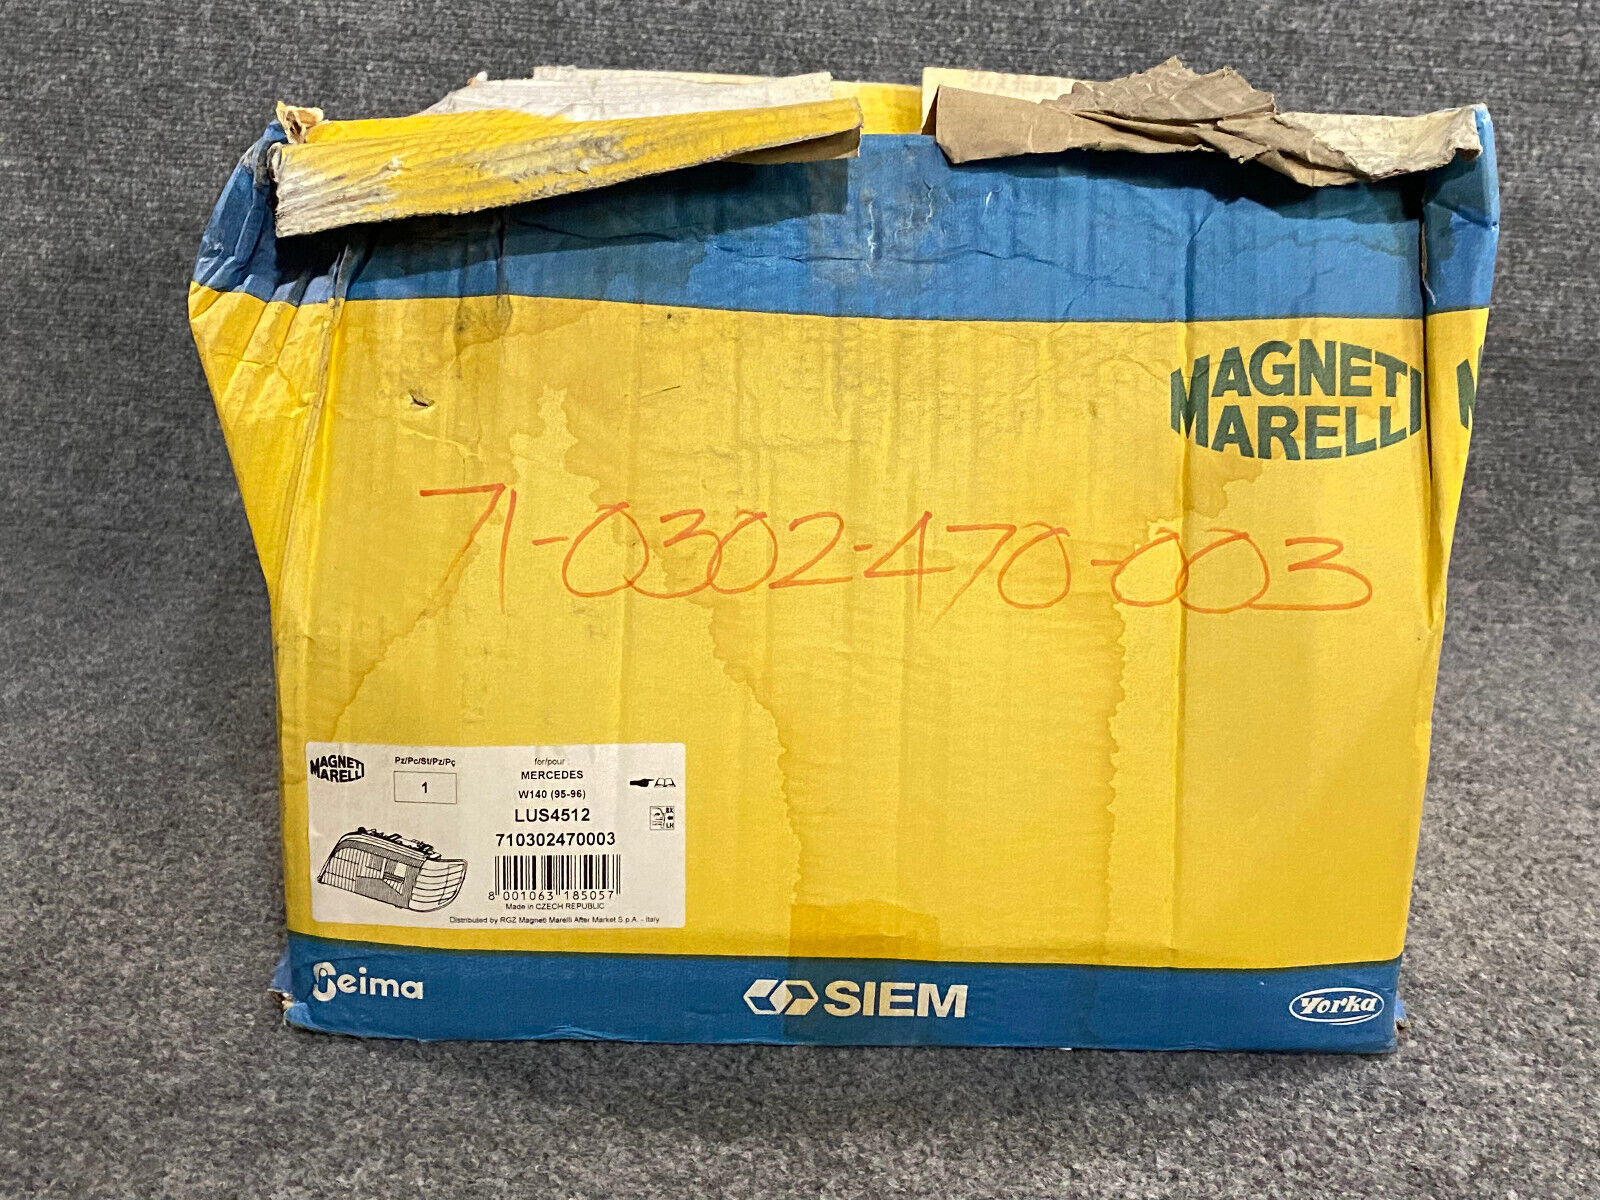 MAGNETI
MARELLI
71-0302-470-003
MAGNETI
MARELLI
Pz/Pc/St/Pz/Pç
1
for/pour
MERCEDES
W140 (95-96)
LUS4512
710302470003
8 001063 185057
Made in CZECH REPUBLIC
Distributed by RGZ Magneti Marelli After Market S.p.A. - Italy
LH
Seima
SIEM
Yorka